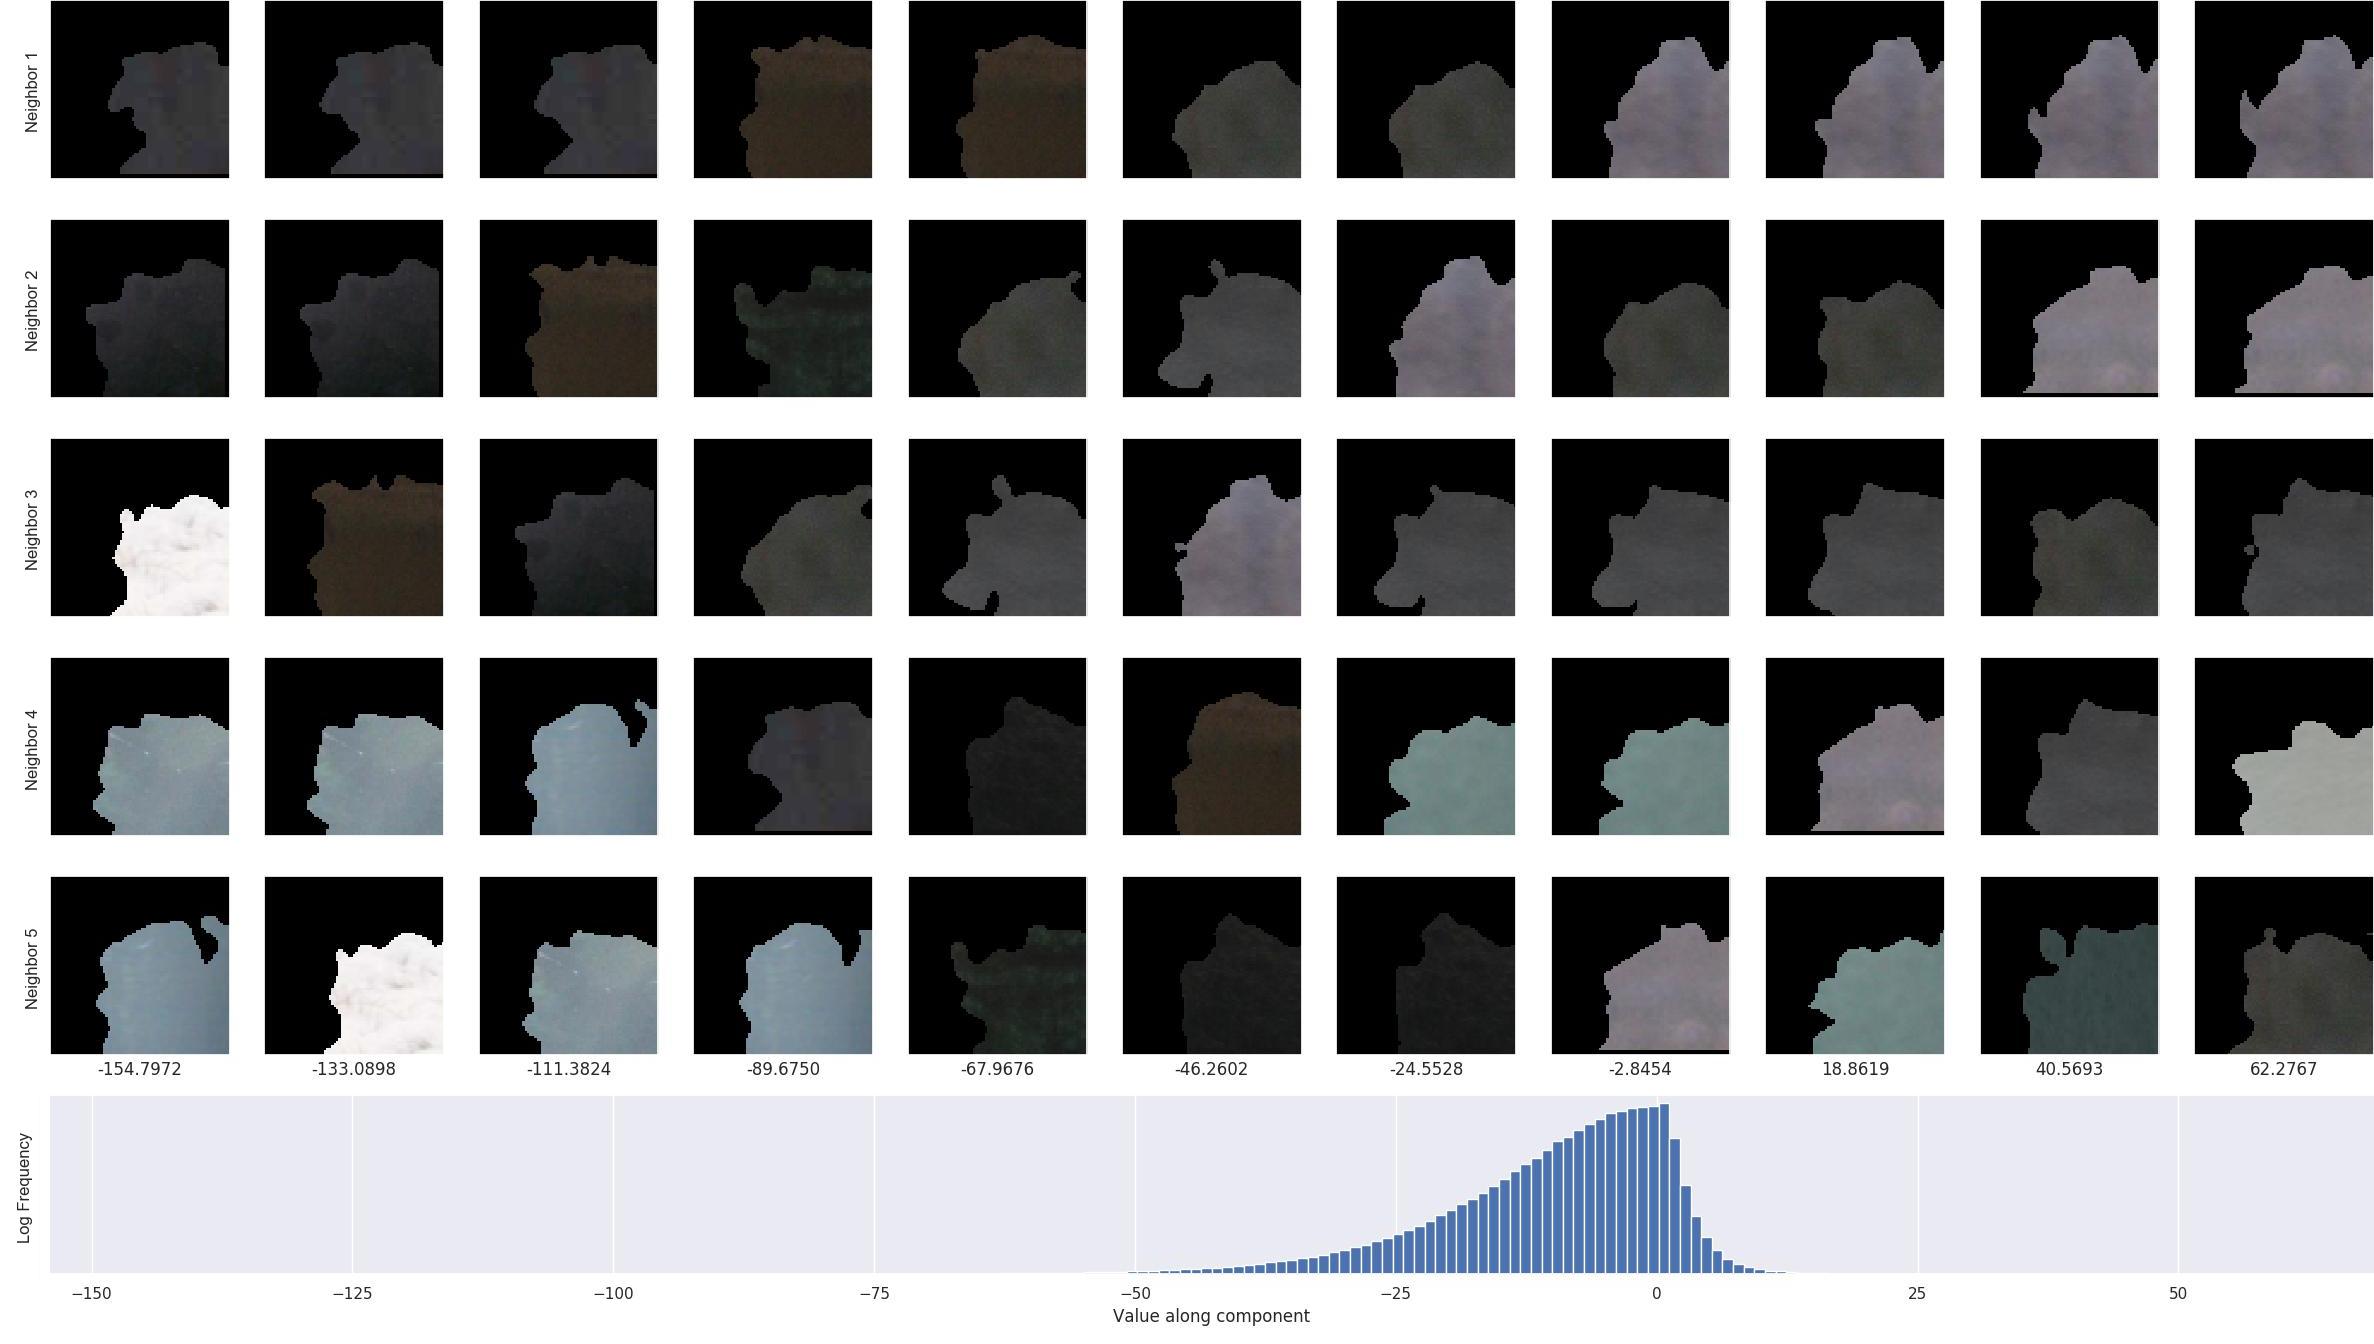 Neighbor 1
Neighbor 2
Neighbor 3
Neighbor 4
Neighbor 5
-154.7972 -133.0898 -111.3824 -89.6750 -67.9676 -46.2602 -24.5528 -2.8454 18.8619 40.5693 62.2767
Log Frequency
−150 −125 −100 −75 −50 −25 0 25 50
Value along component